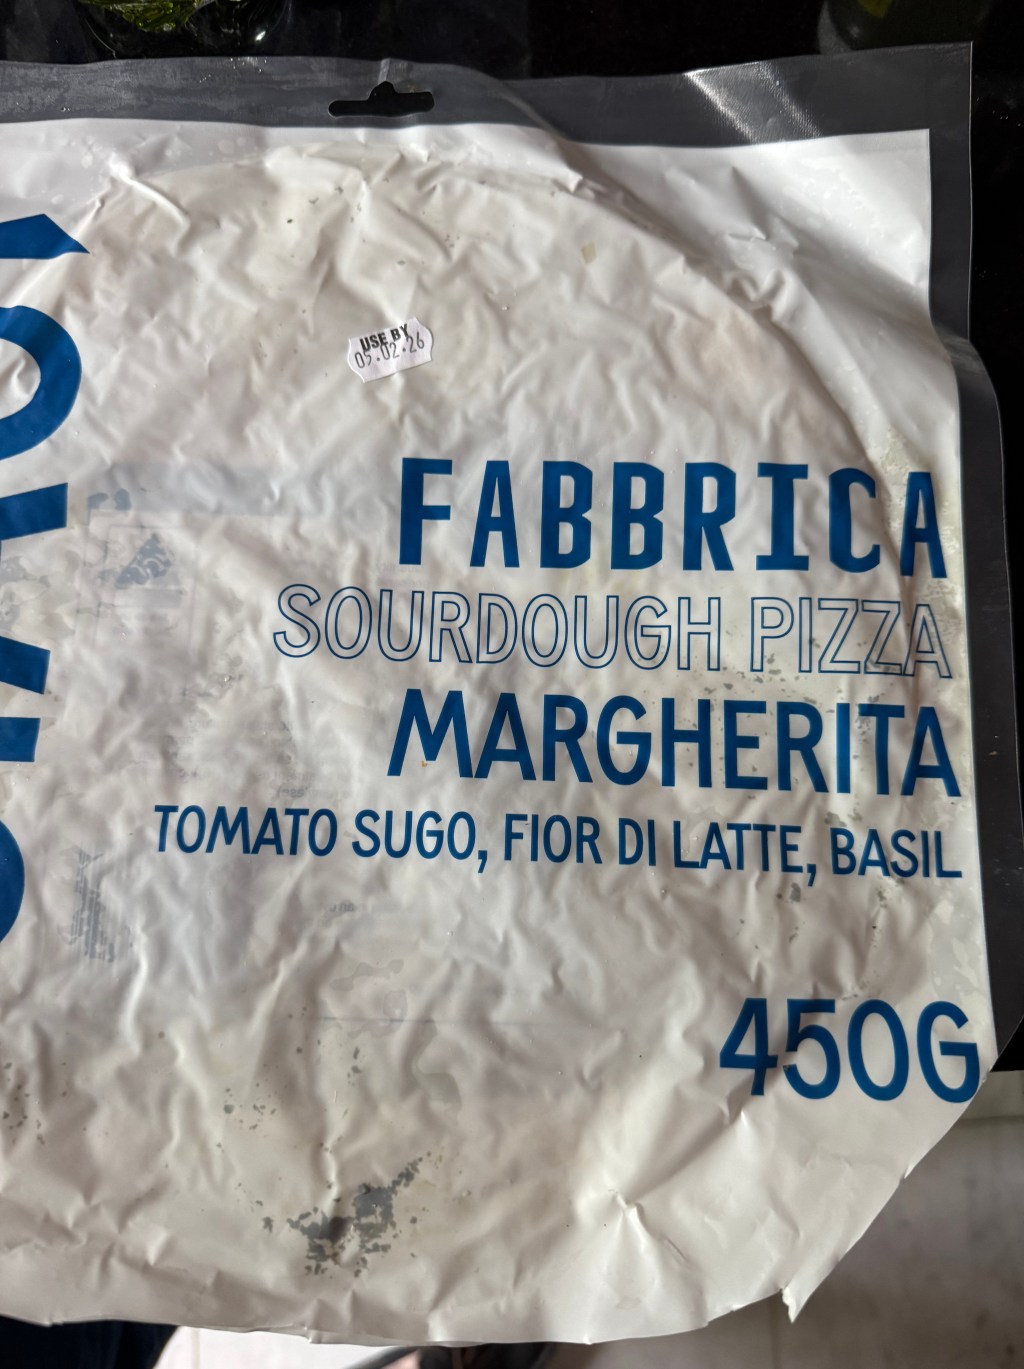 USE BY
05.02.26
FABBRICA
SOURDOUGH PIZZA
MARGHERITA
TOMATO SUGO, FIOR DI LATTE, BASIL
450G